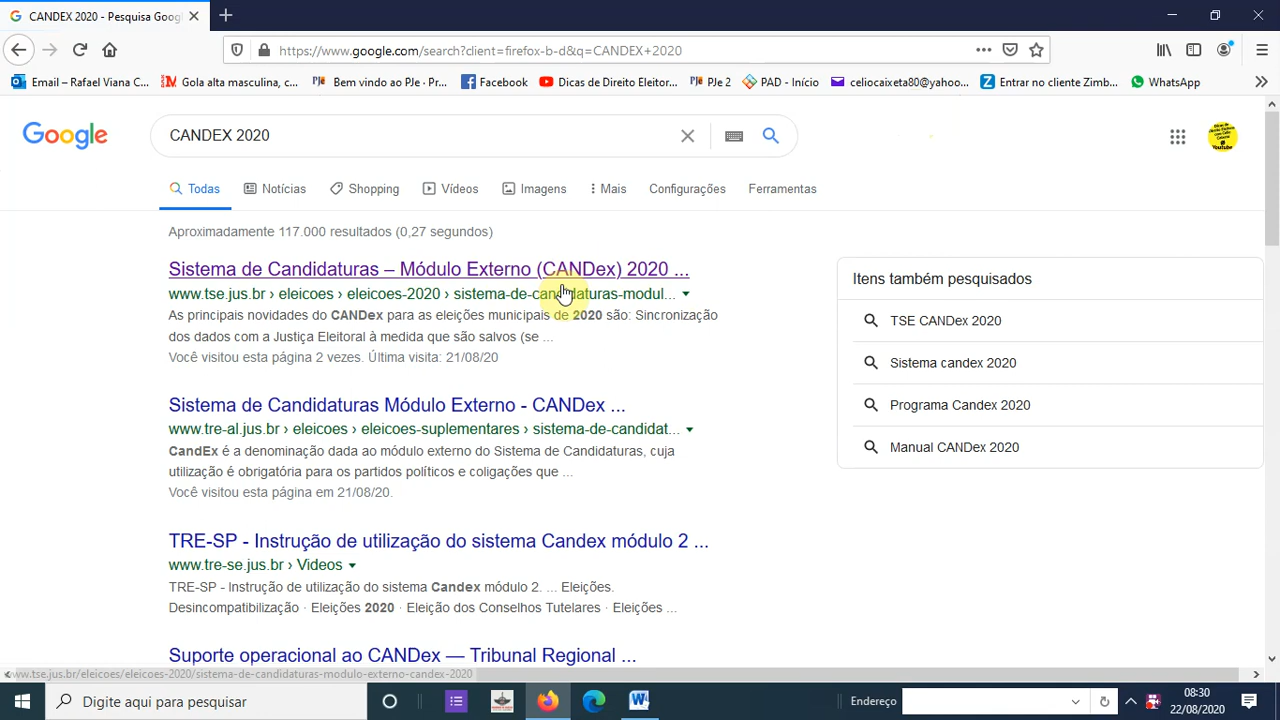 CANDEX 2020 - Pesquisa Goog
https://www.google.com/search?client=firefox-b-d&q=CANDEX+2020
Email – Rafael Viana C...
Gola alta masculina, c...
Bem vindo ao PJe - Pr...
Facebook
Dicas de Direito Eleitor...
PJe 2
PAD - Início
celiocaixeta80@yahoo...
Entrar no cliente Zimb...
WhatsApp
Google
CANDEX 2020
Todas
Notícias
Shopping
Vídeos
Imagens
Mais
Configurações
Ferramentas
Aproximadamente 117.000 resultados (0,27 segundos)
Sistema de Candidaturas – Módulo Externo (CANDex) 2020 ...
www.tse.jus.br › eleicoes › eleicoes-2020 › sistema-de-candidaturas-modul...
As principais novidades do CANDex para as eleições municipais de 2020 são: Sincronização
dos dados com a Justiça Eleitoral à medida que são salvos (se ...
Você visitou esta página 2 vezes. Última visita: 21/08/20
Sistema de Candidaturas Módulo Externo - CANDex ...
www.tre-al.jus.br › eleicoes › eleicoes-suplementares › sistema-de-candidat...
CandEx é a denominação dada ao módulo externo do Sistema de Candidaturas, cuja
utilização é obrigatória para os partidos políticos e coligações que ...
Você visitou esta página em 21/08/20.
TRE-SP - Instrução de utilização do sistema Candex módulo 2 ...
www.tre-se.jus.br › Videos
TRE-SP - Instrução de utilização do sistema Candex módulo 2. ... Eleições.
Desincompatibilização · Eleições 2020 · Eleição dos Conselhos Tutelares · Eleições ...
Suporte operacional ao CANDex — Tribunal Regional ...
Itens também pesquisados
TSE CANDex 2020
Sistema candex 2020
Programa Candex 2020
Manual CANDex 2020
www.tse.jus.br/eleicoes/eleicoes-2020/sistema-de-candidaturas-modulo-externo-candex-2020
Digite aqui para pesquisar
Endereço
08:30
22/08/2020